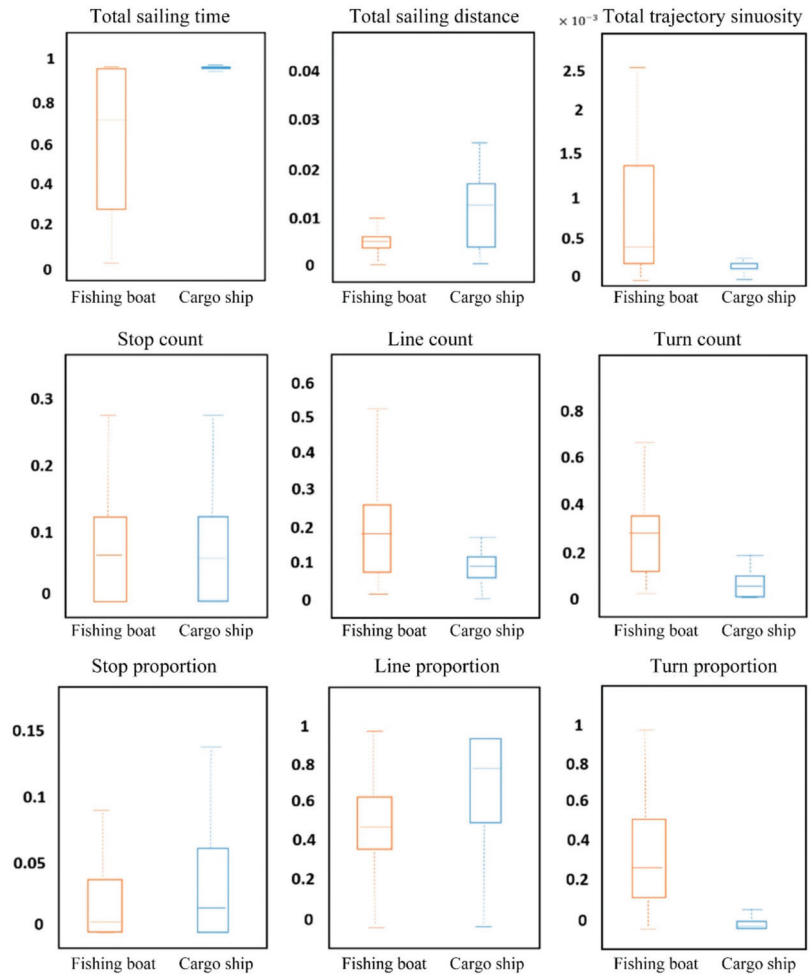 Total sailing time
1
0.8
0.6
0.4
0.2
0
Fishing boat Cargo ship
Total sailing distance
0.04
0.03
0.02
0.01
0
Fishing boat Cargo ship
× 10⁻³ Total trajectory sinuosity
2.5
2
1.5
1
0.5
0
Fishing boat Cargo ship
Stop count
0.3
0.2
0.1
0
Fishing boat Cargo ship
Line count
0.6
0.5
0.4
0.3
0.2
0.1
0
Fishing boat Cargo ship
Turn count
0.8
0.6
0.4
0.2
0
Fishing boat Cargo ship
Stop proportion
0.15
0.1
0.05
0
Fishing boat Cargo ship
Line proportion
1
0.8
0.6
0.4
0.2
0
Fishing boat Cargo ship
Turn proportion
1
0.8
0.6
0.4
0.2
0
Fishing boat Cargo ship